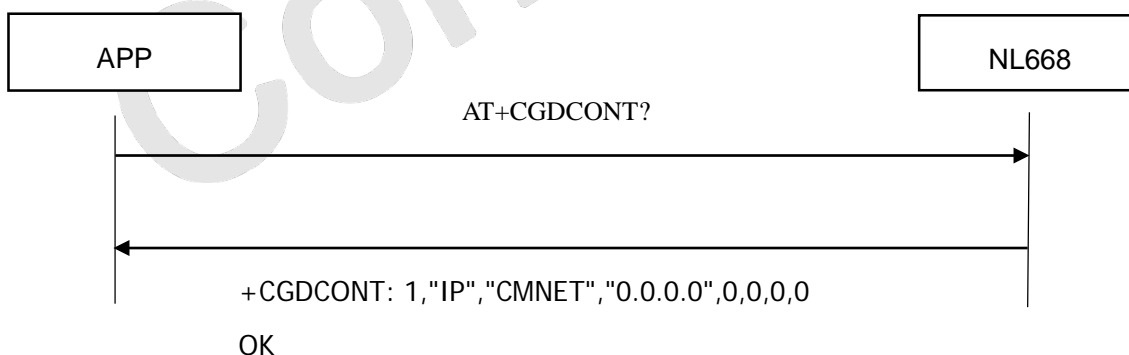 APP
NL668
AT+CGDCONT?
+CGDCONT: 1,"IP","CMNET","0.0.0.0",0,0,0,0
OK